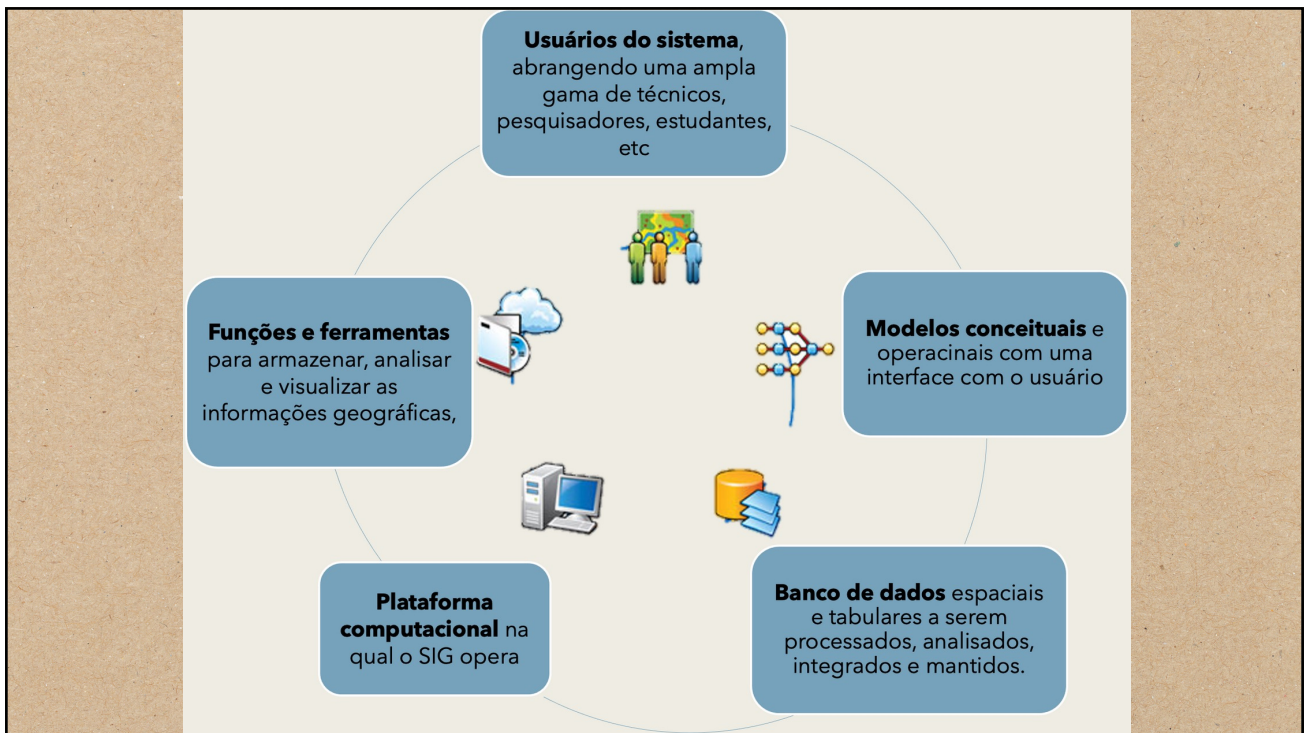 Usuários do sistema,
abrangendo uma ampla
gama de técnicos,
pesquisadores, estudantes,
etc
Funções e ferramentas
para armazenar, analisar
e visualizar as
informações geográficas,
Modelos conceituais e
operacinais com uma
interface com o usuário
Plataforma
computacional na
qual o SIG opera
Banco de dados espaciais
e tabulares a serem
processados, analisados,
integrados e mantidos.